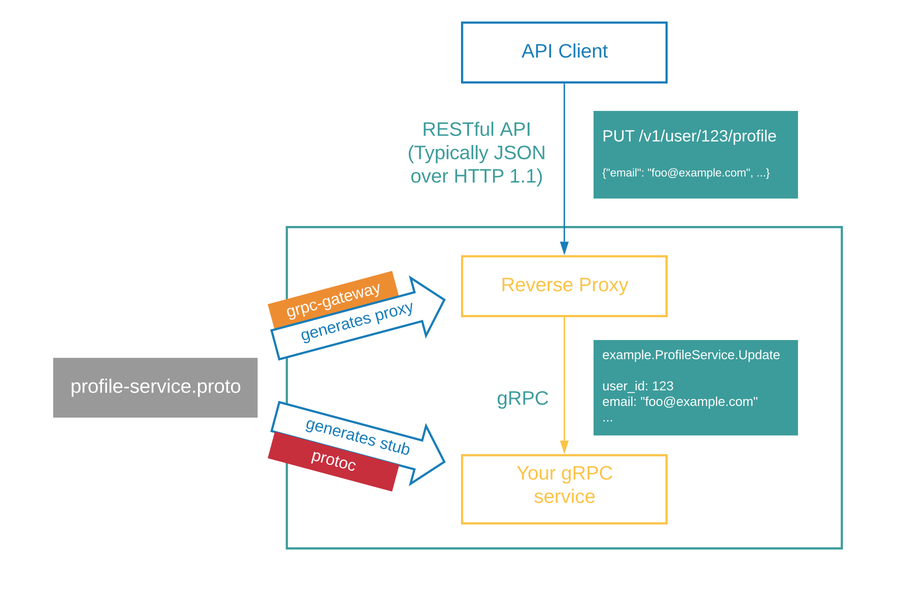 API Client
RESTful API
(Typically JSON
over HTTP 1.1)
PUT /v1/user/123/profile
{"email": "foo@example.com", ...}
grpc-gateway
generates proxy
Reverse Proxy
profile-service.proto
gRPC
example.ProfileService.Update
user_id: 123
email: "foo@example.com"
...
generates stub
protoc
Your gRPC
service